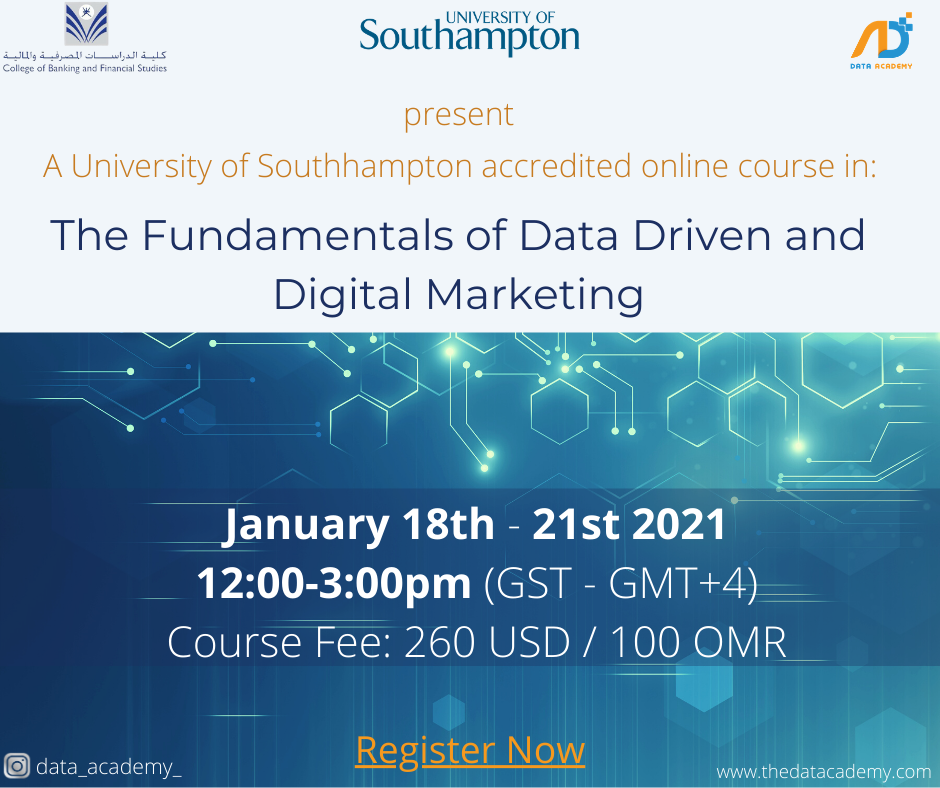 كلية الدراسات المصرفية والمالية
College of Banking and Financial Studies
UNIVERSITY OF
Southampton
DATA ACADEMY
present
A University of Southhampton accredited online course in:
The Fundamentals of Data Driven and
Digital Marketing
January 18th - 21st 2021
12:00-3:00pm (GST - GMT+4)
Course Fee: 260 USD / 100 OMR
Register Now
data_academy_
www.thedatacademy.com